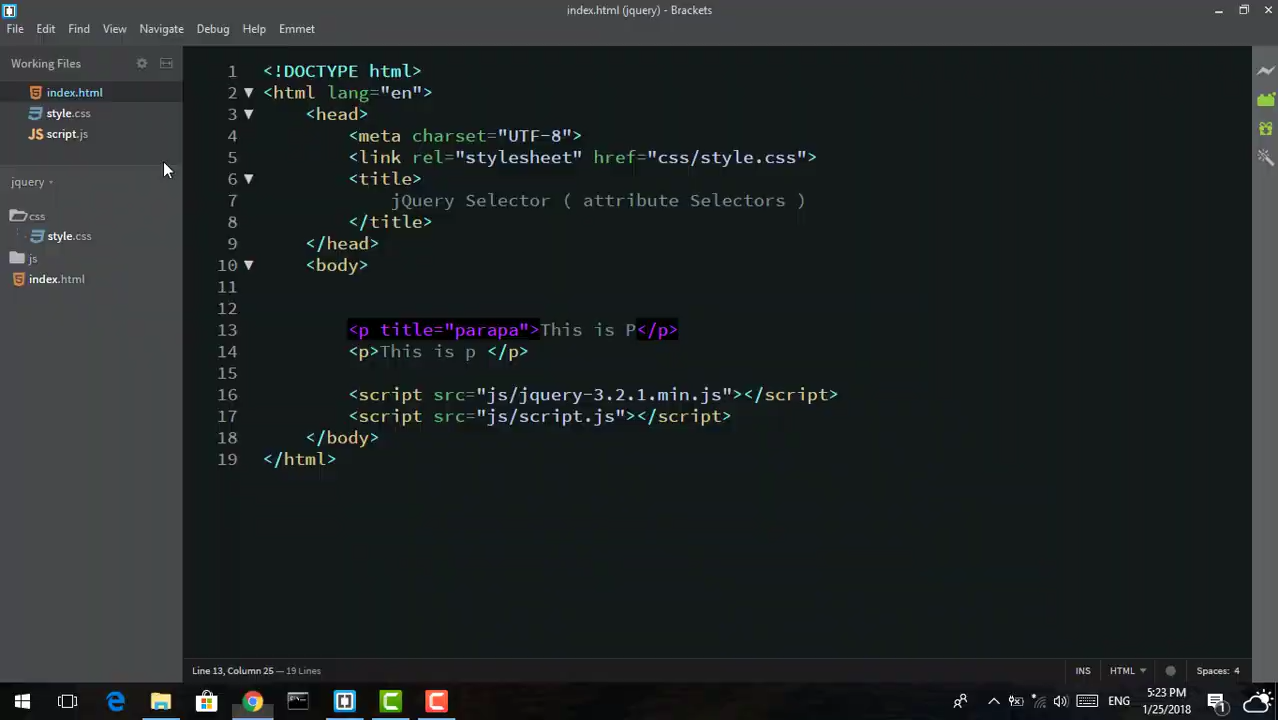 index.html (jquery) - Brackets
File Edit Find View Navigate Debug Help Emmet
Working Files
index.html
style.css
JS script.js
jquery
css
style.css
js
index.html
1 <!DOCTYPE html>
2 <html lang="en">
3 <head>
4 <meta charset="UTF-8">
5 <link rel="stylesheet" href="css/style.css">
6 <title>
7 jQuery Selector ( attribute Selectors )
8 </title>
9 </head>
10 <body>
11
12
13 <p title="parapa">This is P</p>
14 <p>This is p </p>
15
16 <script src="js/jquery-3.2.1.min.js"></script>
17 <script src="js/script.js"></script>
18 </body>
19 </html>
Line 13, Column 25 — 19 Lines
INS HTML Spaces: 4
ENG
5:23 PM
1/25/2018
1